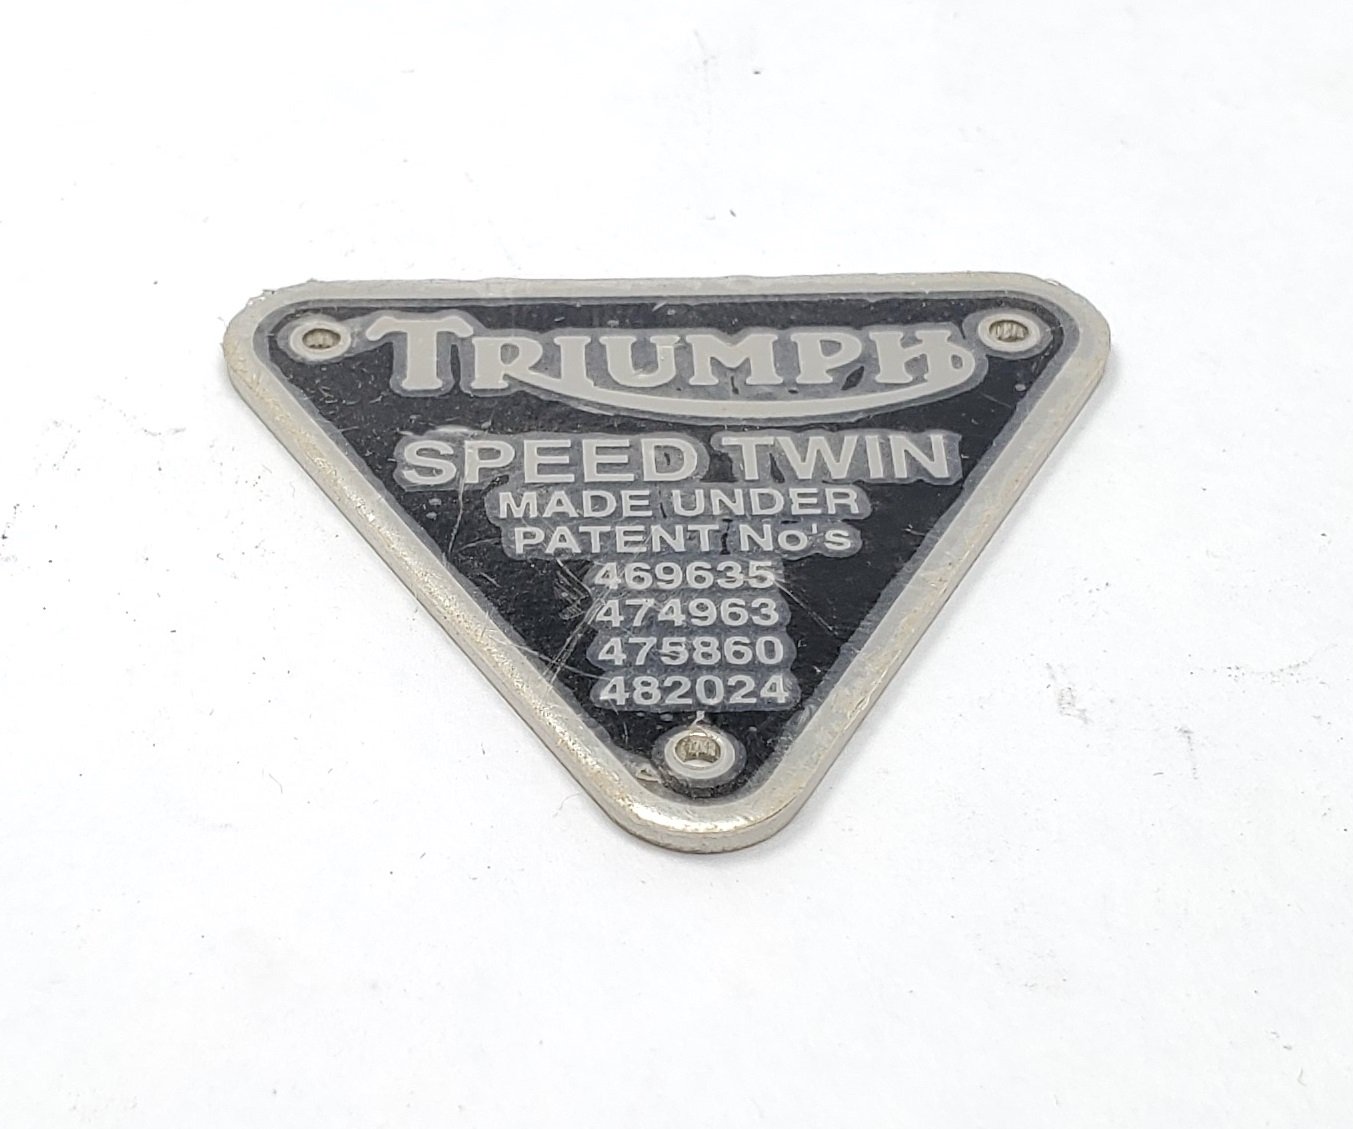 TRIUMPH
SPEED TWIN
MADE UNDER
PATENT No's
469635
474963
475860
482024